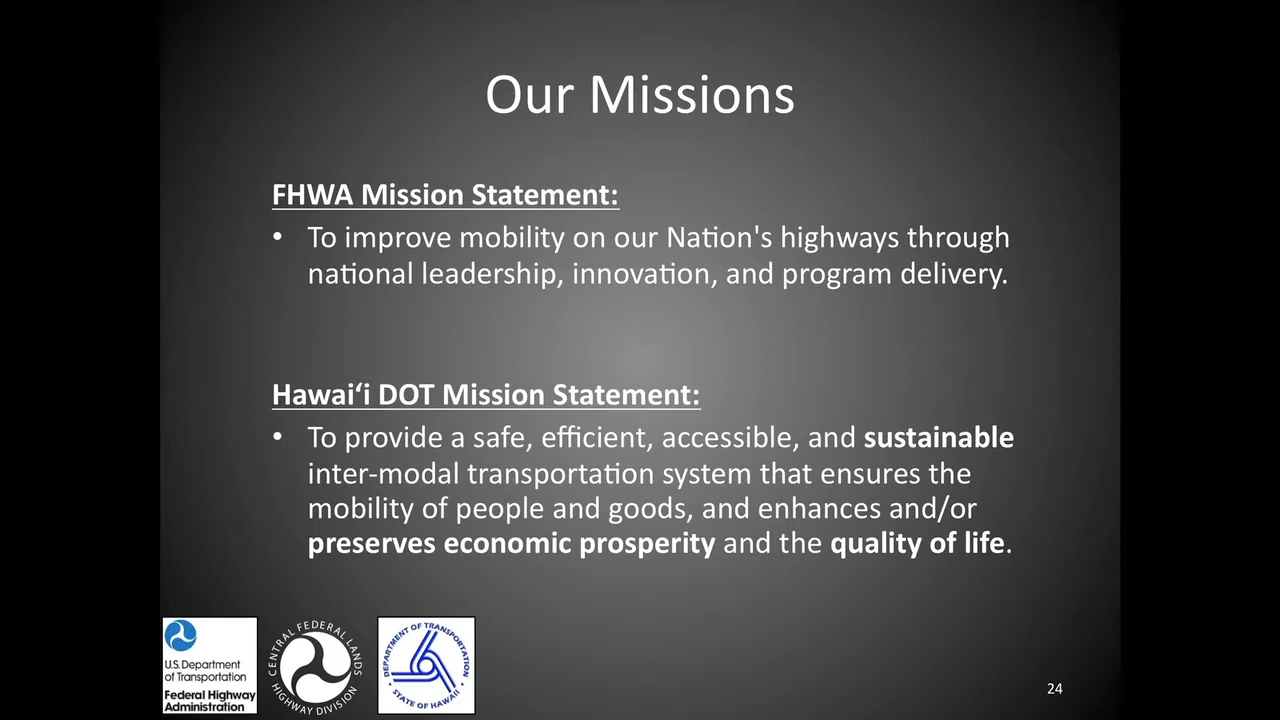 Our Missions
FHWA Mission Statement:
• To improve mobility on our Nation's highways through
national leadership, innovation, and program delivery.
Hawai‘i DOT Mission Statement:
• To provide a safe, efficient, accessible, and sustainable
inter-modal transportation system that ensures the
mobility of people and goods, and enhances and/or
preserves economic prosperity and the quality of life.
U.S. Department
of Transportation
Federal Highway
Administration
CENTRAL FEDERAL LANDS
HIGHWAY DIVISION
DEPARTMENT OF TRANSPORTATION
• STATE OF HAWAII •
24